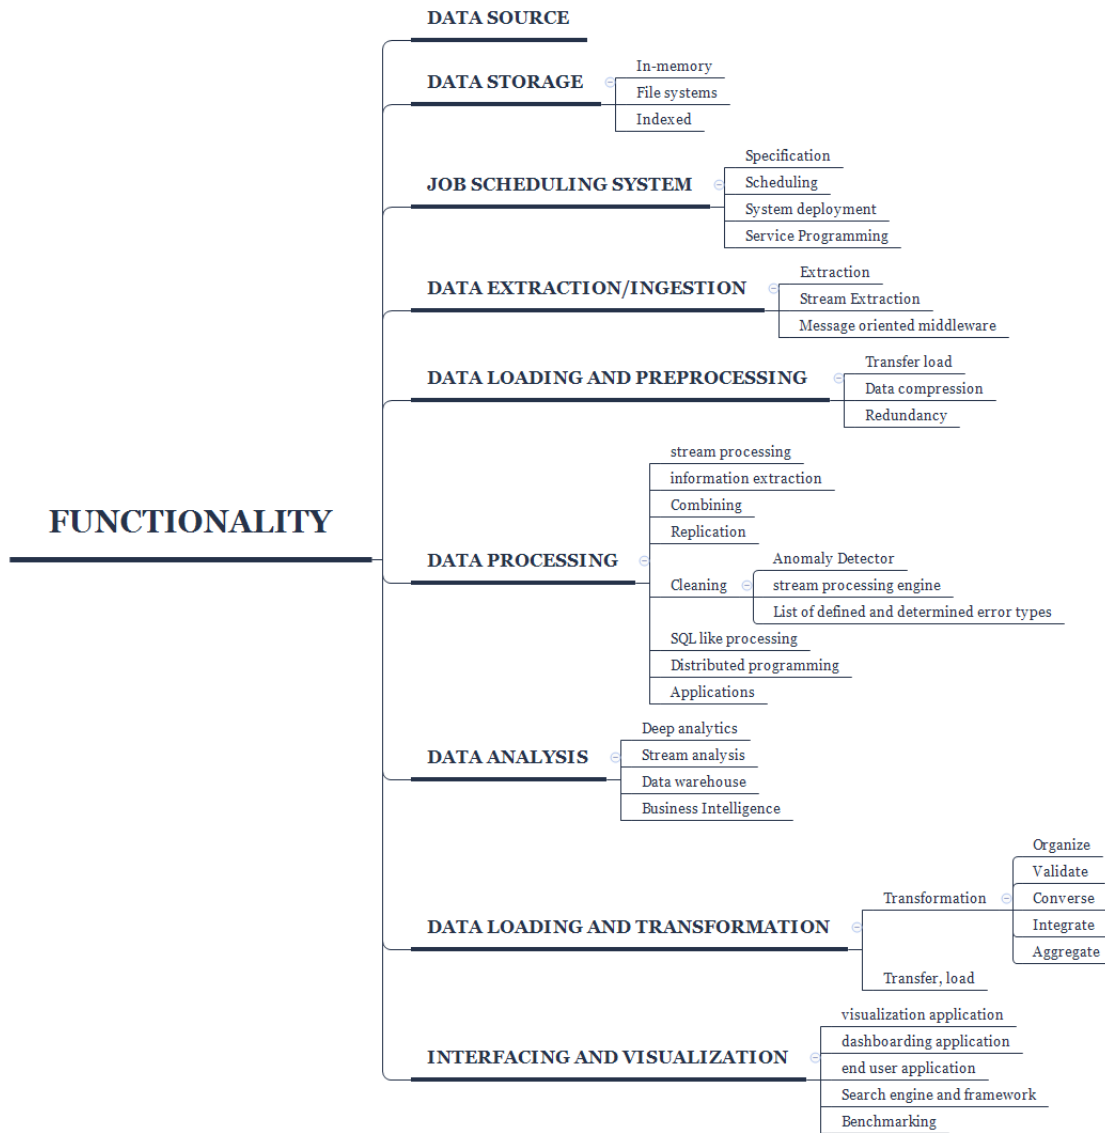 FUNCTIONALITY
DATA SOURCE
DATA STORAGE
In-memory
File systems
Indexed
JOB SCHEDULING SYSTEM
Specification
Scheduling
System deployment
Service Programming
DATA EXTRACTION/INGESTION
Extraction
Stream Extraction
Message oriented middleware
DATA LOADING AND PREPROCESSING
Transfer load
Data compression
Redundancy
DATA PROCESSING
stream processing
information extraction
Combining
Replication
Cleaning
Anomaly Detector
stream processing engine
List of defined and determined error types
SQL like processing
Distributed programming
Applications
DATA ANALYSIS
Deep analytics
Stream analysis
Data warehouse
Business Intelligence
DATA LOADING AND TRANSFORMATION
Transformation
Organize
Validate
Converse
Integrate
Aggregate
Transfer, load
INTERFACING AND VISUALIZATION
visualization application
dashboarding application
end user application
Search engine and framework
Benchmarking